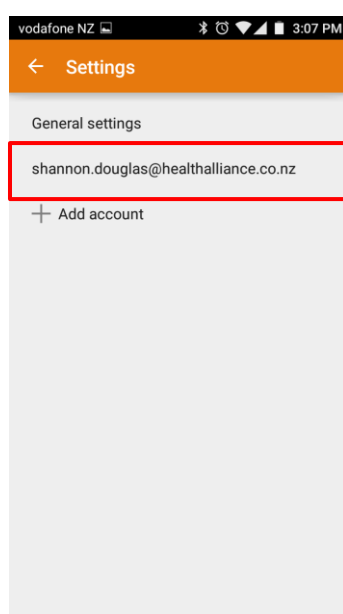 vodafone NZ 3:07 PM
Settings
General settings
shannon.douglas@healthalliance.co.nz
Add account